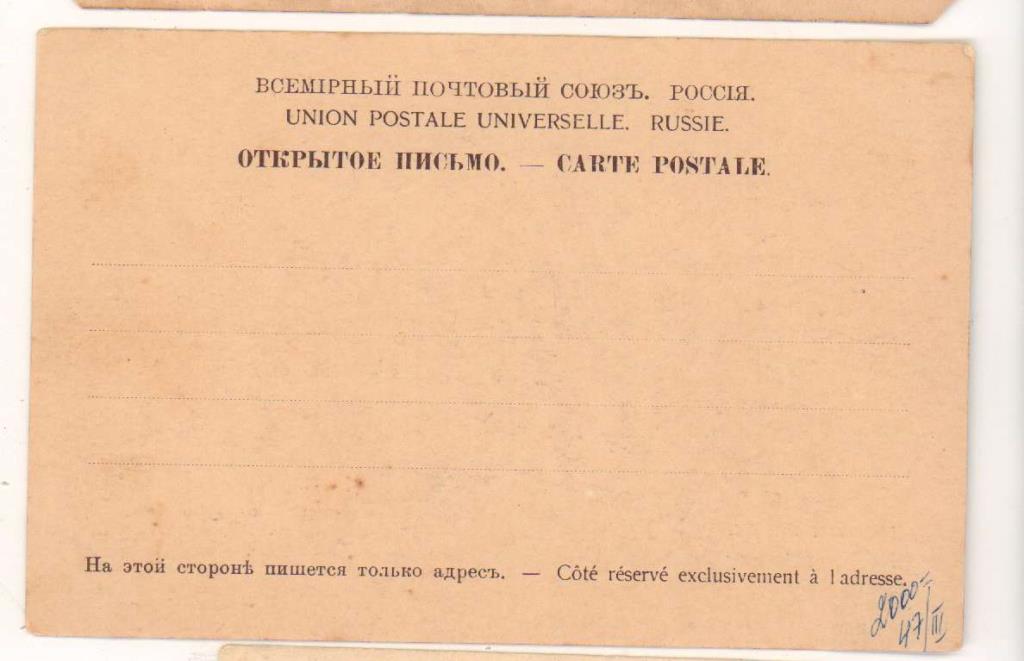 ВСЕМІРНЫЙ ПОЧТОВЫЙ СОЮЗЪ. РОССІЯ.
UNION POSTALE UNIVERSELLE. RUSSIE.
ОТКРЫТОЕ ПИСЬМО. — CARTE POSTALE.
На этой сторонѣ пишется только адресъ. — Côté réservé exclusivement à l adresse.
2000=
47/III